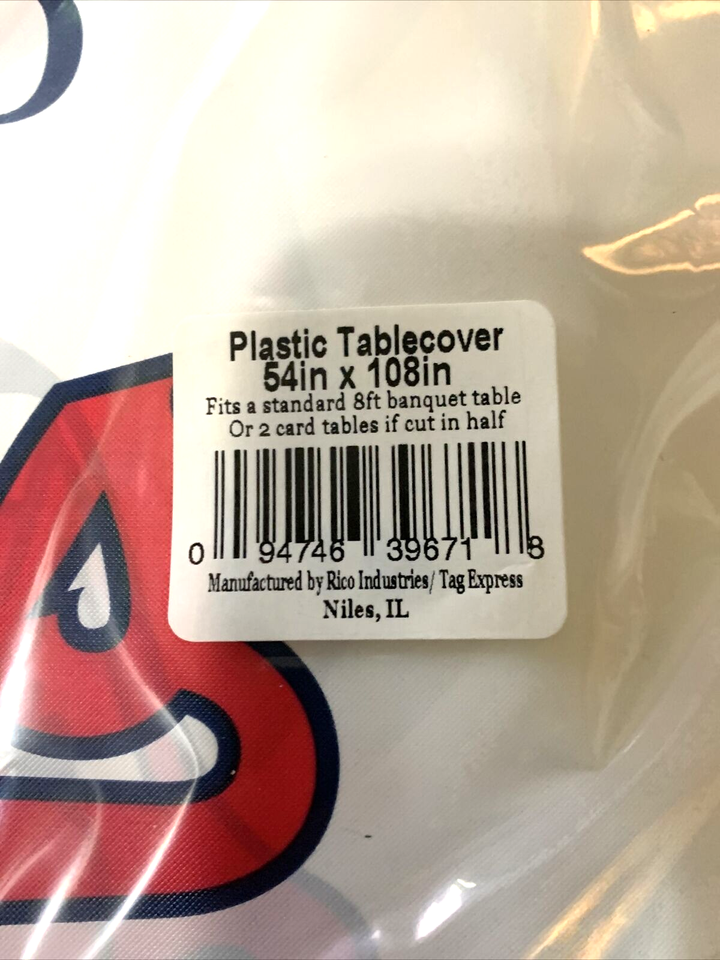 Plastic Tablecover
54in x 108in
Fits a standard 8ft banquet table
Or 2 card tables if cut in half
0 94746 39671 8
Manufactured by Rico Industries/ Tag Express
Niles, IL